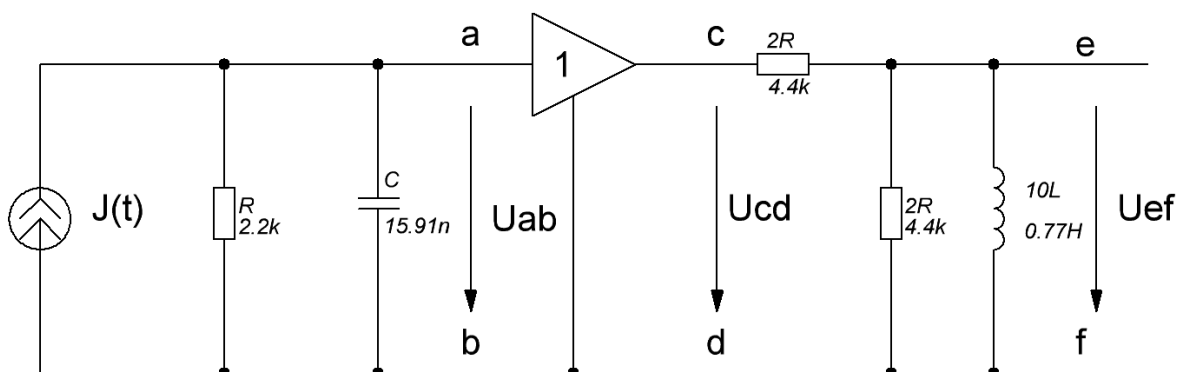 a
1
c
2R
4.4k
e
J(t)
R
2.2k
C
15.91n
Uab
Ucd
2R
4.4k
10L
0.77H
Uef
b
d
f